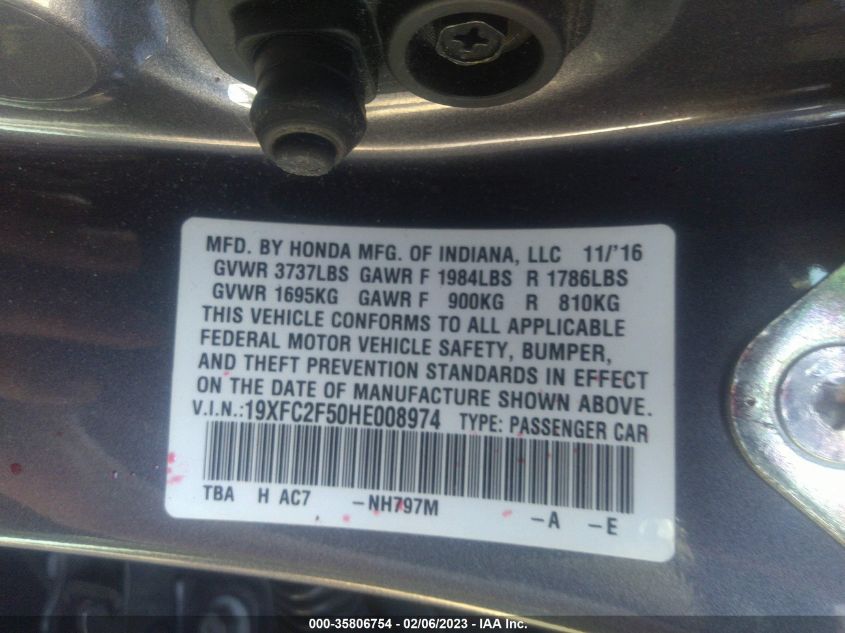 MFD. BY HONDA MFG. OF INDIANA, LLC 11/'16
GVWR 3737LBS GAWR F 1984LBS R 1786LBS
GVWR 1695KG GAWR F 900KG R 810KG
THIS VEHICLE CONFORMS TO ALL APPLICABLE
FEDERAL MOTOR VEHICLE SAFETY, BUMPER,
AND THEFT PREVENTION STANDARDS IN EFFECT
ON THE DATE OF MANUFACTURE SHOWN ABOVE.
V.I.N.:19XFC2F50HE008974 TYPE: PASSENGER CAR
TBA H AC7 -NH797M -A -E
000-35806754 - 02/06/2023 - IAA Inc.